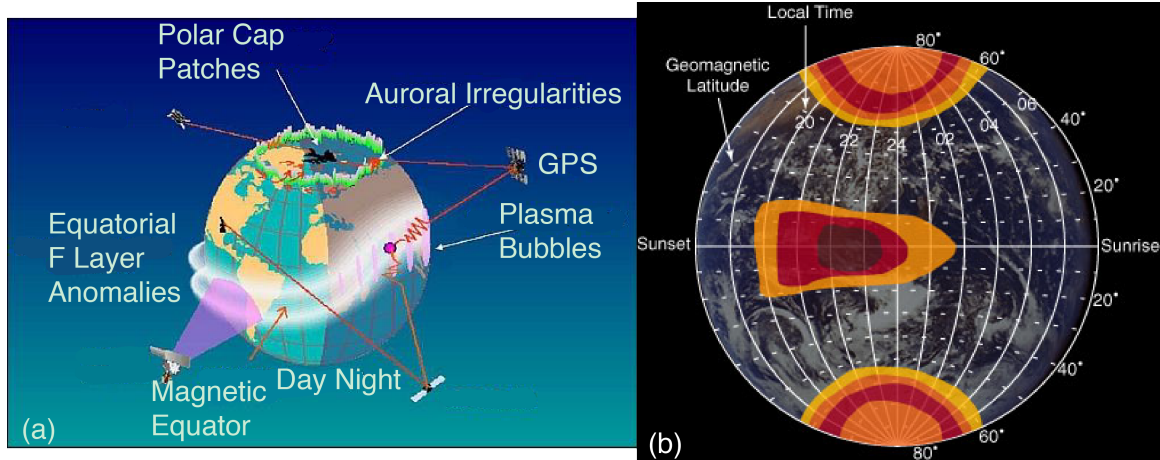 Polar Cap
Patches
Auroral Irregularities
GPS
Equatorial
F Layer
Anomalies
Plasma
Bubbles
Day Night
Magnetic
Equator
(a)
Local Time
Geomagnetic
Latitude
80°
60°
40°
20°
20
22
24
02
04
06
Sunset
Sunrise
20°
40°
60°
80°
(b)